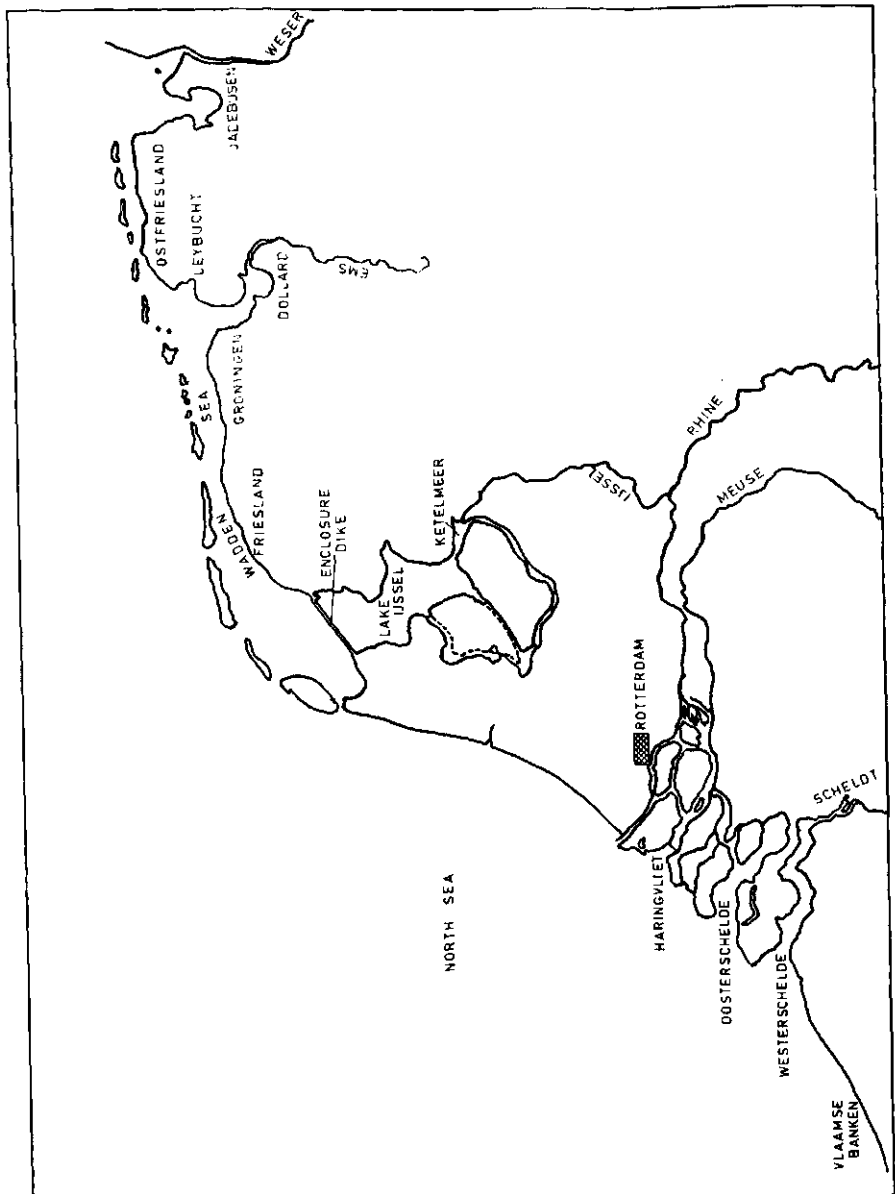 WESER
JADEBUSEN
OSTFRIESLAND
LEYBUCHT
DOLLARD
EMS
GRONINGEN
WADDEN SEA
FRIESLAND
ENCLOSURE
DIKE
LAKE
IJSSEL
KETELMEER
IJSSEL
RHINE
MEUSE
ROTTERDAM
NORTH SEA
HARINGVLIET
OOSTERSCHELDE
WESTERSCHELDE
SCHELDT
VLAAMSE
BANKEN